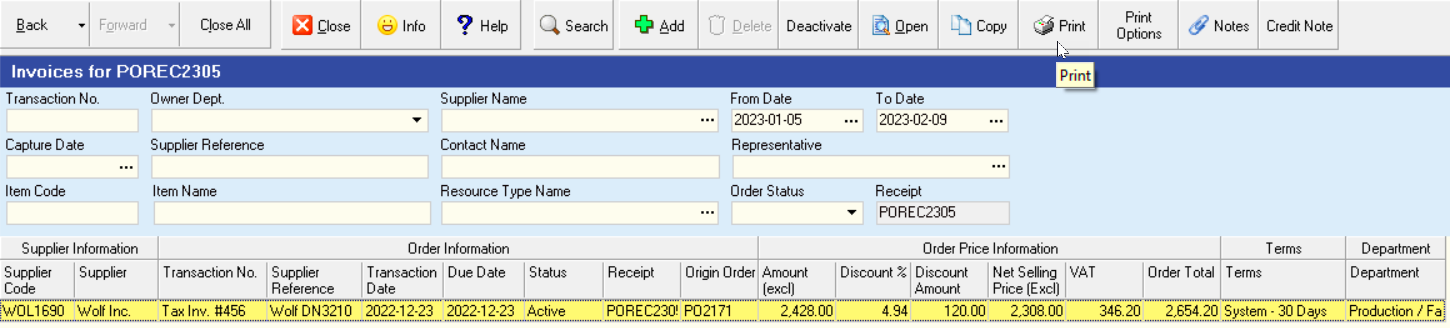 Back Forward Close All Close Info Help Search Add Delete Deactivate Open Copy Print Print Options Notes Credit Note
Invoices for POREC2305
Print
Transaction No. Owner Dept. Supplier Name From Date To Date
2023-01-05 ... 2023-02-09 ...
Capture Date Supplier Reference Contact Name Representative
Item Code Item Name Resource Type Name Order Status Receipt
POREC2305
Supplier Information Order Information Order Price Information Terms Department
Supplier Code Supplier Transaction No. Supplier Reference Transaction Date Due Date Status Receipt Origin Order Amount (excl) Discount % Discount Amount Net Selling Price (Excl) VAT Order Total Terms Department
WOL1690 Wolf Inc. Tax Inv. #456 Wolf DN3210 2022-12-23 2022-12-23 Active POREC230 PO2171 2,428.00 4.94 120.00 2,308.00 346.20 2,654.20 System - 30 Days Production / Fa